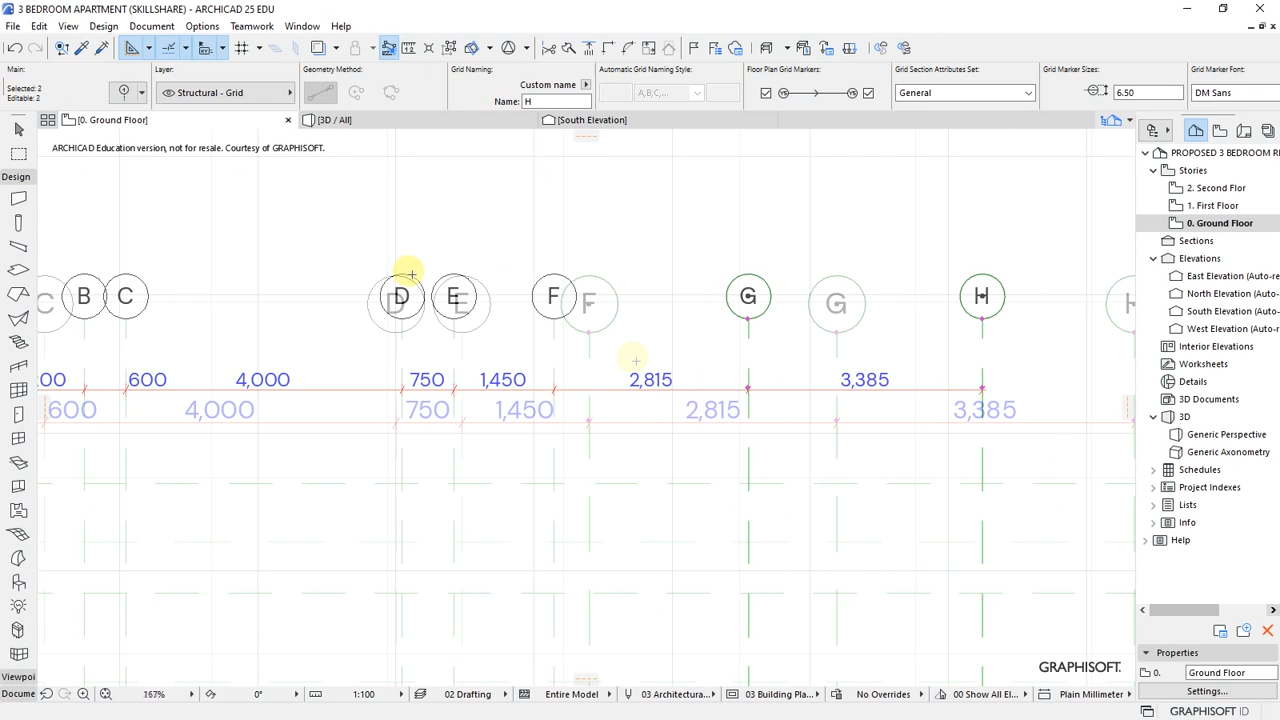 3 BEDROOM APARTMENT (SKILLSHARE) - ARCHICAD 25 EDU
File Edit View Design Document Options Teamwork Window Help
Main: Layer: Geometry Method: Grid Naming: Automatic Grid Naming Style: Floor Plan Grid Markers: Grid Section Attributes Set: Grid Marker Sizes: Grid Marker Font:
Selected: 2
Editable: 2
Structural - Grid
Custom name
Name: H
A,B,C,...
General
6.50
DM Sans
[0. Ground Floor] [3D / All] [South Elevation]
ARCHICAD Education version, not for resale. Courtesy of GRAPHISOFT.
Design
C B C D D E E F F G G H
600 4,000 750 1,450 2,815 3,385
600 4,000 750 1,450 2,815 3,385
PROPOSED 3 BEDROOM
Stories
2. Second Flor
1. First Floor
0. Ground Floor
Sections
Elevations
East Elevation (Auto-
North Elevation (Auto-
South Elevation (Auto-
West Elevation (Auto-
Interior Elevations
Worksheets
Details
3D Documents
3D
Generic Perspective
Generic Axonometry
Schedules
Project Indexes
Lists
Info
Help
GRAPHISOFT.
Properties
0. Ground Floor
Settings...
Viewpoi
Docume
167% 0° 1:100 02 Drafting Entire Model 03 Architectura... 03 Building Pla... No Overrides 00 Show All El... Plain Millimeter
GRAPHISOFT ID